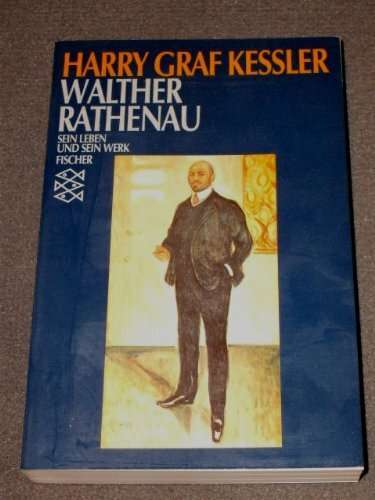 HARRY GRAF KESSLER
WALTHER
RATHENAU
SEIN LEBEN
UND SEIN WERK
FISCHER